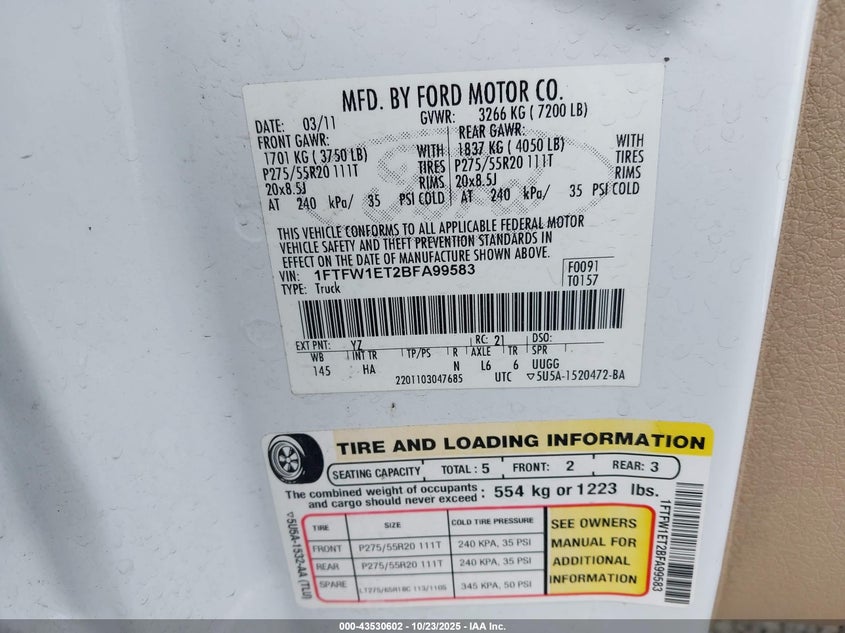 MFD. BY FORD MOTOR CO.
DATE: 03/11 GVWR: 3266 KG ( 7200 LB)
FRONT GAWR: REAR GAWR:
1701 KG ( 3750 LB) WITH 1837 KG ( 4050 LB) WITH
P275/55R20 111T TIRES P275/55R20 111T TIRES
20x8.5J RIMS 20x8.5J RIMS
AT 240 kPa/ 35 PSI COLD AT 240 kPa/ 35 PSI COLD
THIS VEHICLE CONFORMS TO ALL APPLICABLE FEDERAL MOTOR
VEHICLE SAFETY AND THEFT PREVENTION STANDARDS IN
EFFECT ON THE DATE OF MANUFACTURE SHOWN ABOVE.
VIN: 1FTFW1ET2BFA99583 F0091
TYPE: Truck T0157
EXT PNT: YZ RC: 21 DSO:
WB INT TR TP/PS R AXLE TR SPR
145 HA N L6 6 UUGG
2201103047685 UTC ▽5U5A-1520472-BA
TIRE AND LOADING INFORMATION
SEATING CAPACITY TOTAL : 5 FRONT: 2 REAR: 3
The combined weight of occupants and cargo should never exceed : 554 kg or 1223 lbs.
TIRE SIZE COLD TIRE PRESSURE
FRONT P275/55R20 111T 240 KPA, 35 PSI
REAR P275/55R20 111T 240 KPA, 35 PSI
SPARE LT275/65R18C 113/110S 345 KPA, 50 PSI
SEE OWNERS
MANUAL FOR
ADDITIONAL
INFORMATION
▽5U5A-1532-AA (TLU)
1FTFW1ET2BFA99583
000-43530602 - 10/23/2025 - IAA Inc.